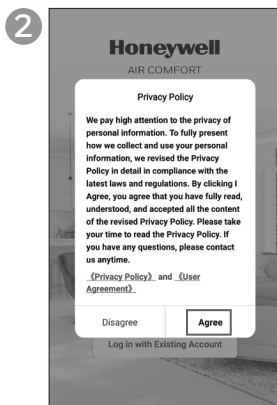 2
Honeywell
AIR COMFORT
Privacy Policy
We pay high attention to the privacy of
personal information. To fully present
how we collect and use your personal
information, we revised the Privacy
Policy in detail in compliance with the
latest laws and regulations. By clicking I
Agree, you agree that you have fully read,
understood, and accepted all the content
of the revised Privacy Policy. Please take
your time to read the Privacy Policy. If
you have any questions, please contact
us anytime.
《Privacy Policy》 and 《User
Agreement》
Disagree Agree
Log in with Existing Account